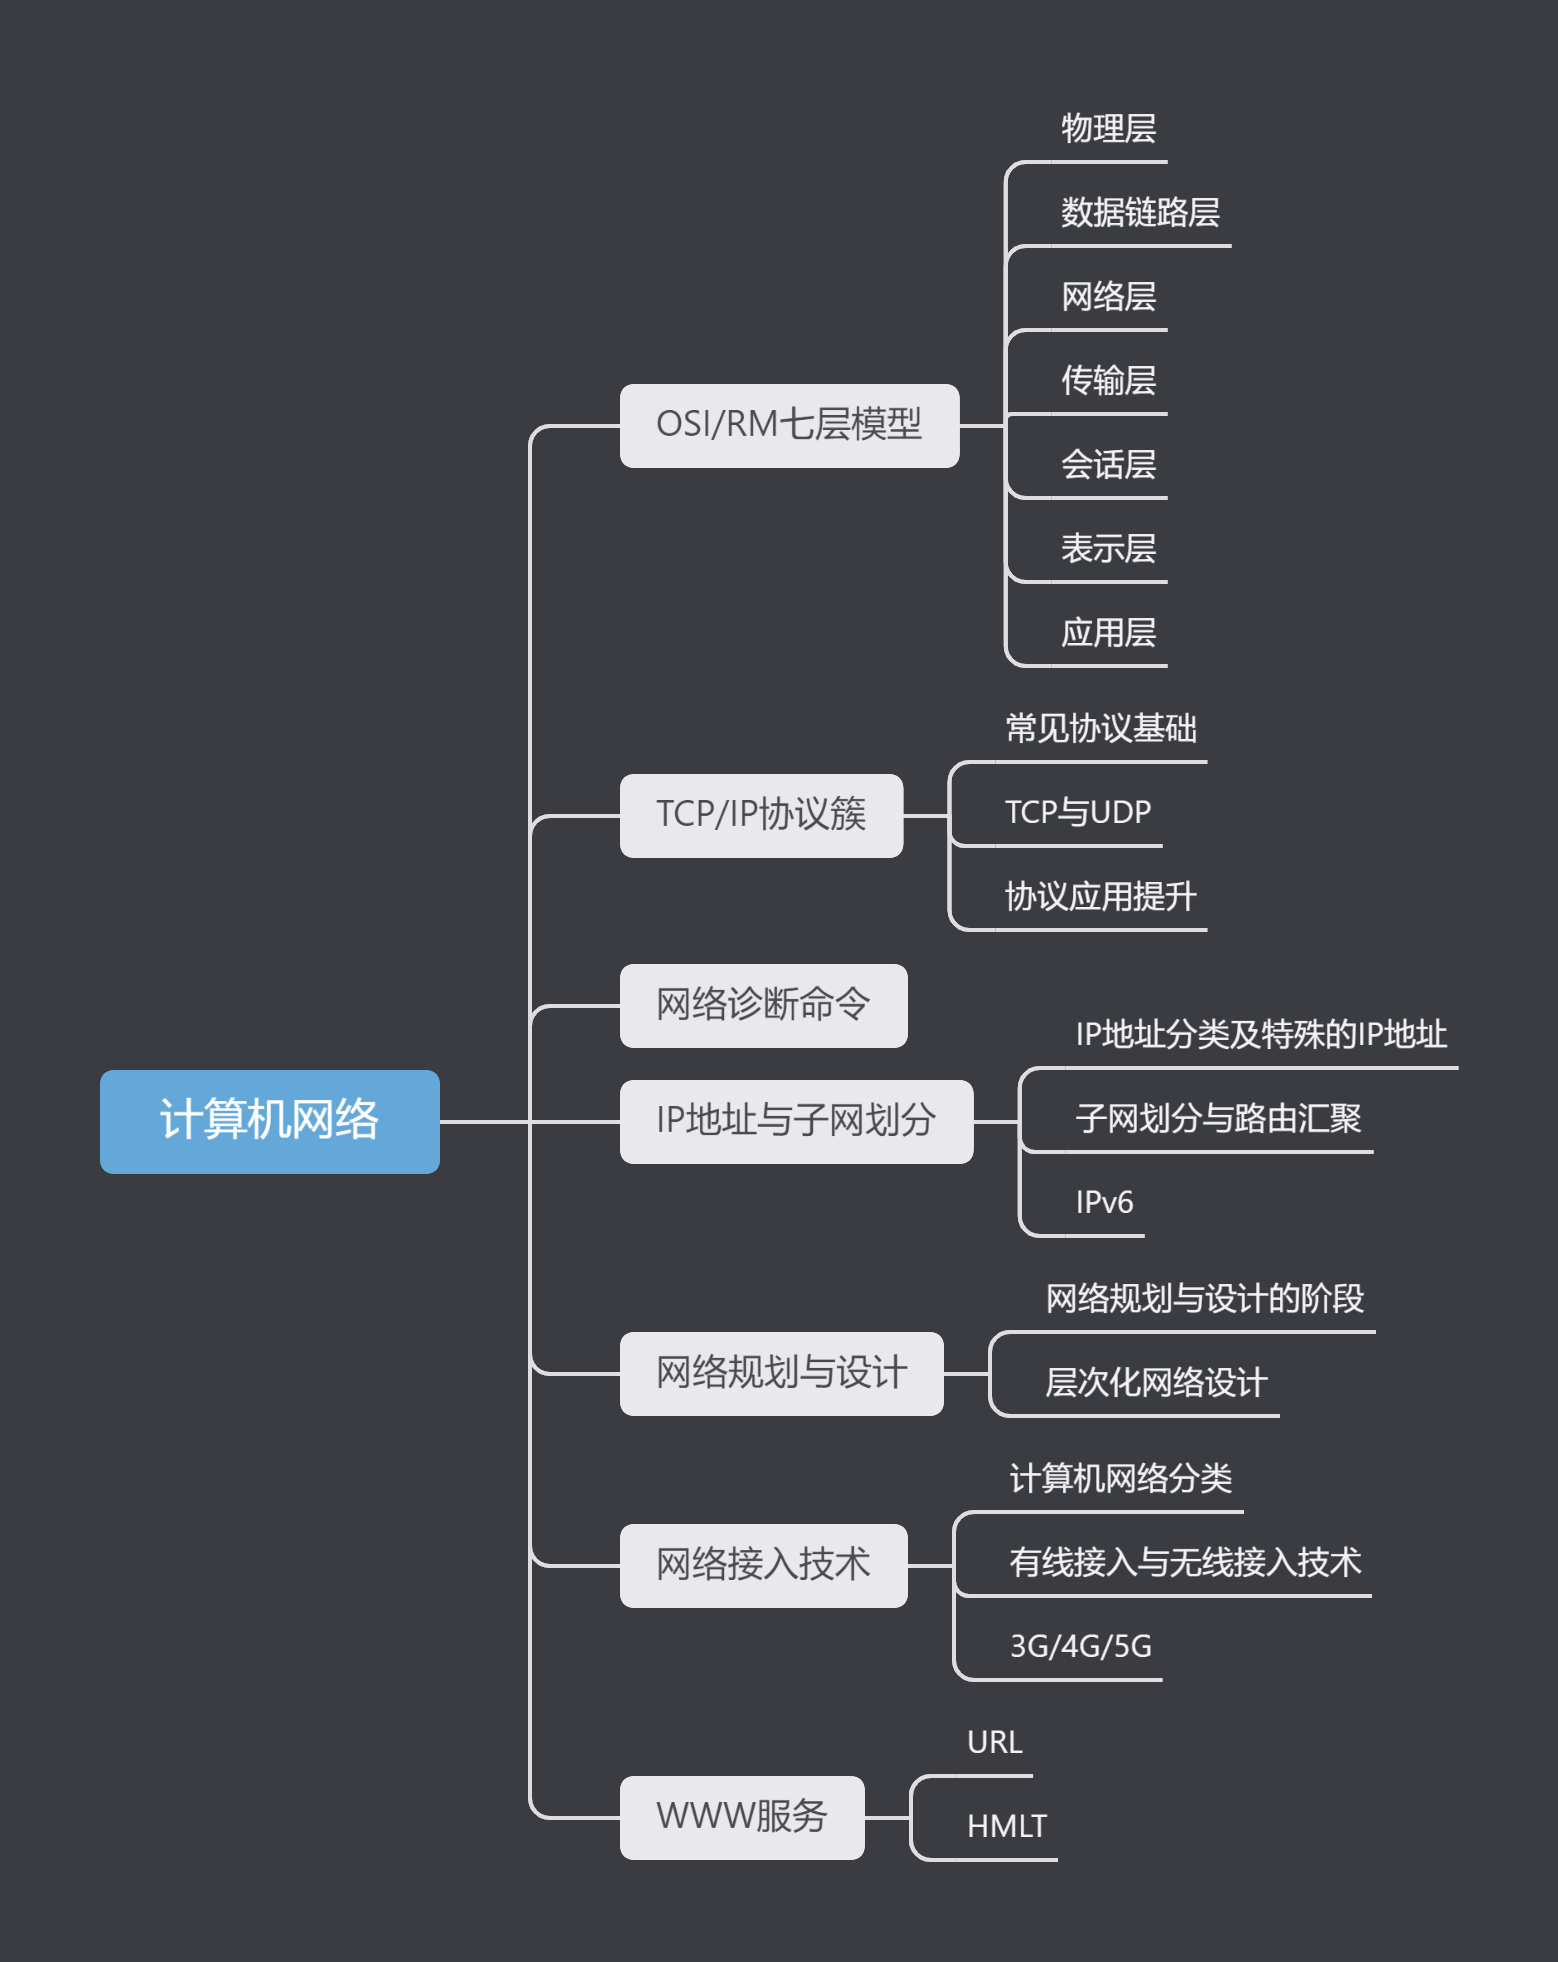 计算机网络
OSI/RM七层模型
物理层
数据链路层
网络层
传输层
会话层
表示层
应用层
TCP/IP协议簇
常见协议基础
TCP与UDP
协议应用提升
网络诊断命令
IP地址与子网划分
IP地址分类及特殊的IP地址
子网划分与路由汇聚
IPv6
网络规划与设计
网络规划与设计的阶段
层次化网络设计
网络接入技术
计算机网络分类
有线接入与无线接入技术
3G/4G/5G
WWW服务
URL
HMLT